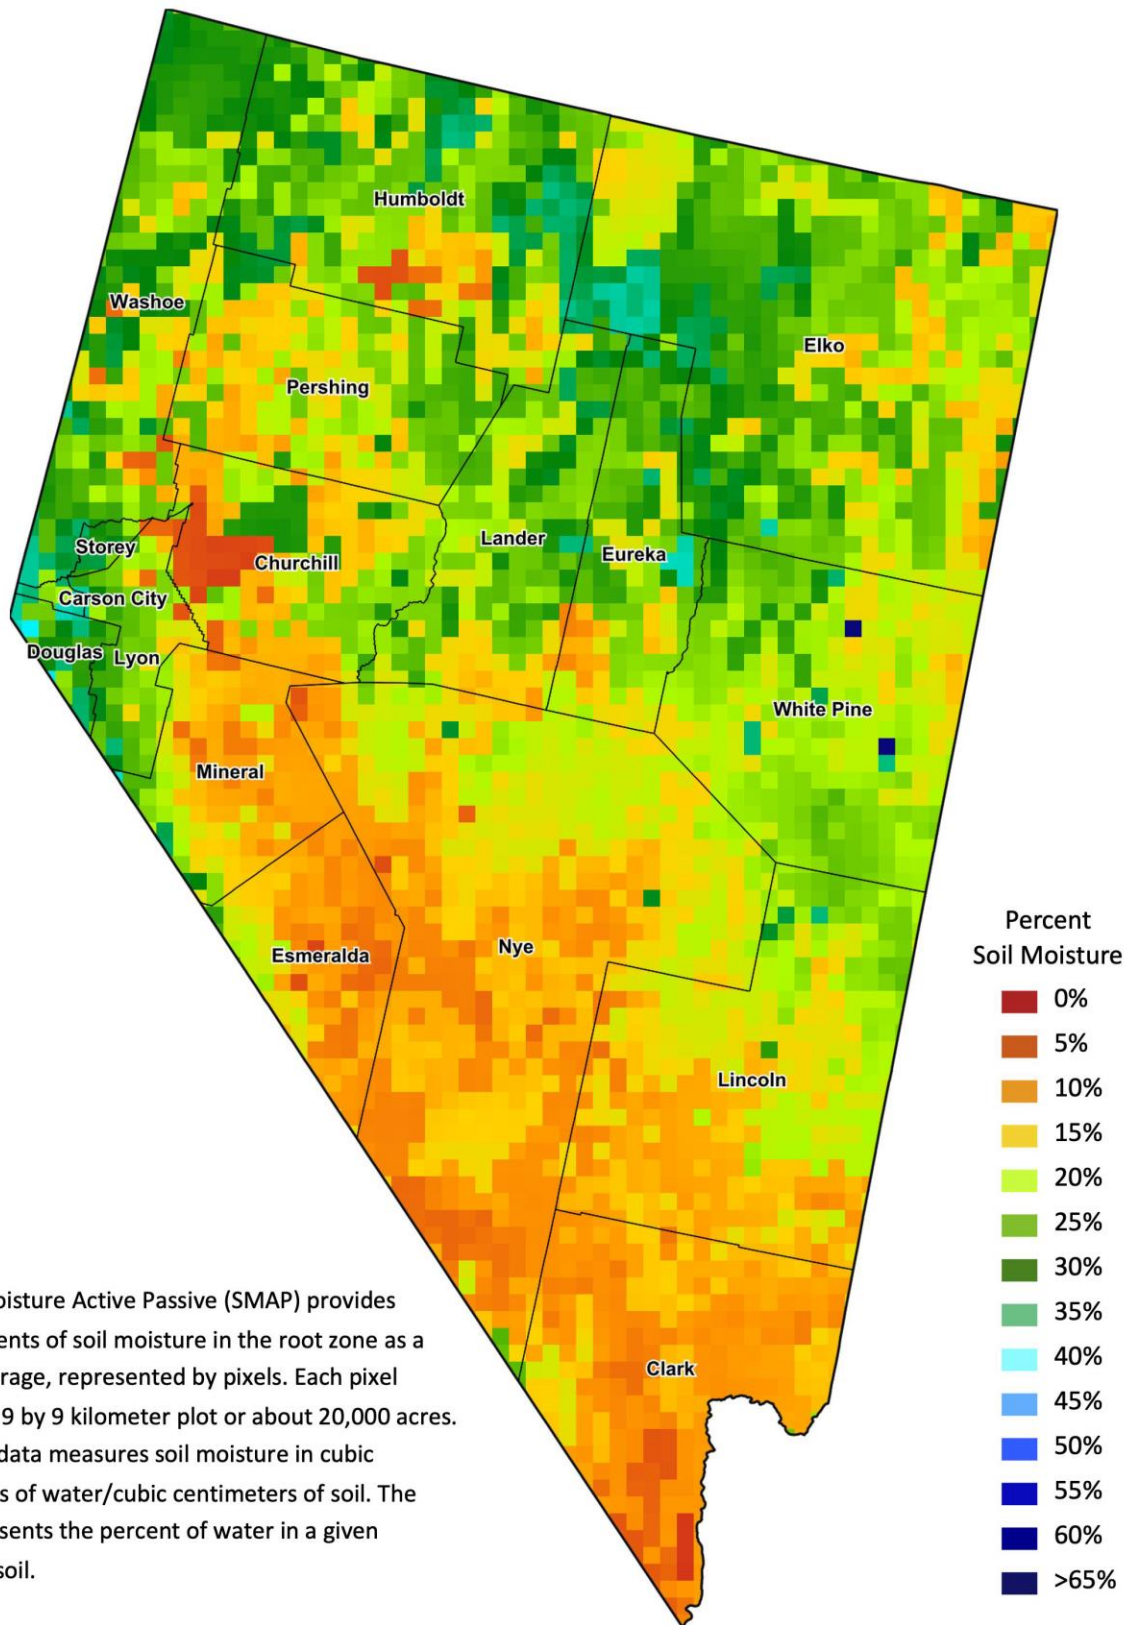 Humboldt
Washoe
Elko
Pershing
Storey
Churchill
Lander
Eureka
Carson City
Douglas
Lyon
White Pine
Mineral
Esmeralda
Nye
Lincoln
Clark
Percent
Soil Moisture
0%
5%
10%
15%
20%
25%
30%
35%
40%
45%
50%
55%
60%
>65%
oisture Active Passive (SMAP) provides
ents of soil moisture in the root zone as a
rage, represented by pixels. Each pixel
9 by 9 kilometer plot or about 20,000 acres.
data measures soil moisture in cubic
s of water/cubic centimeters of soil. The
sents the percent of water in a given
soil.